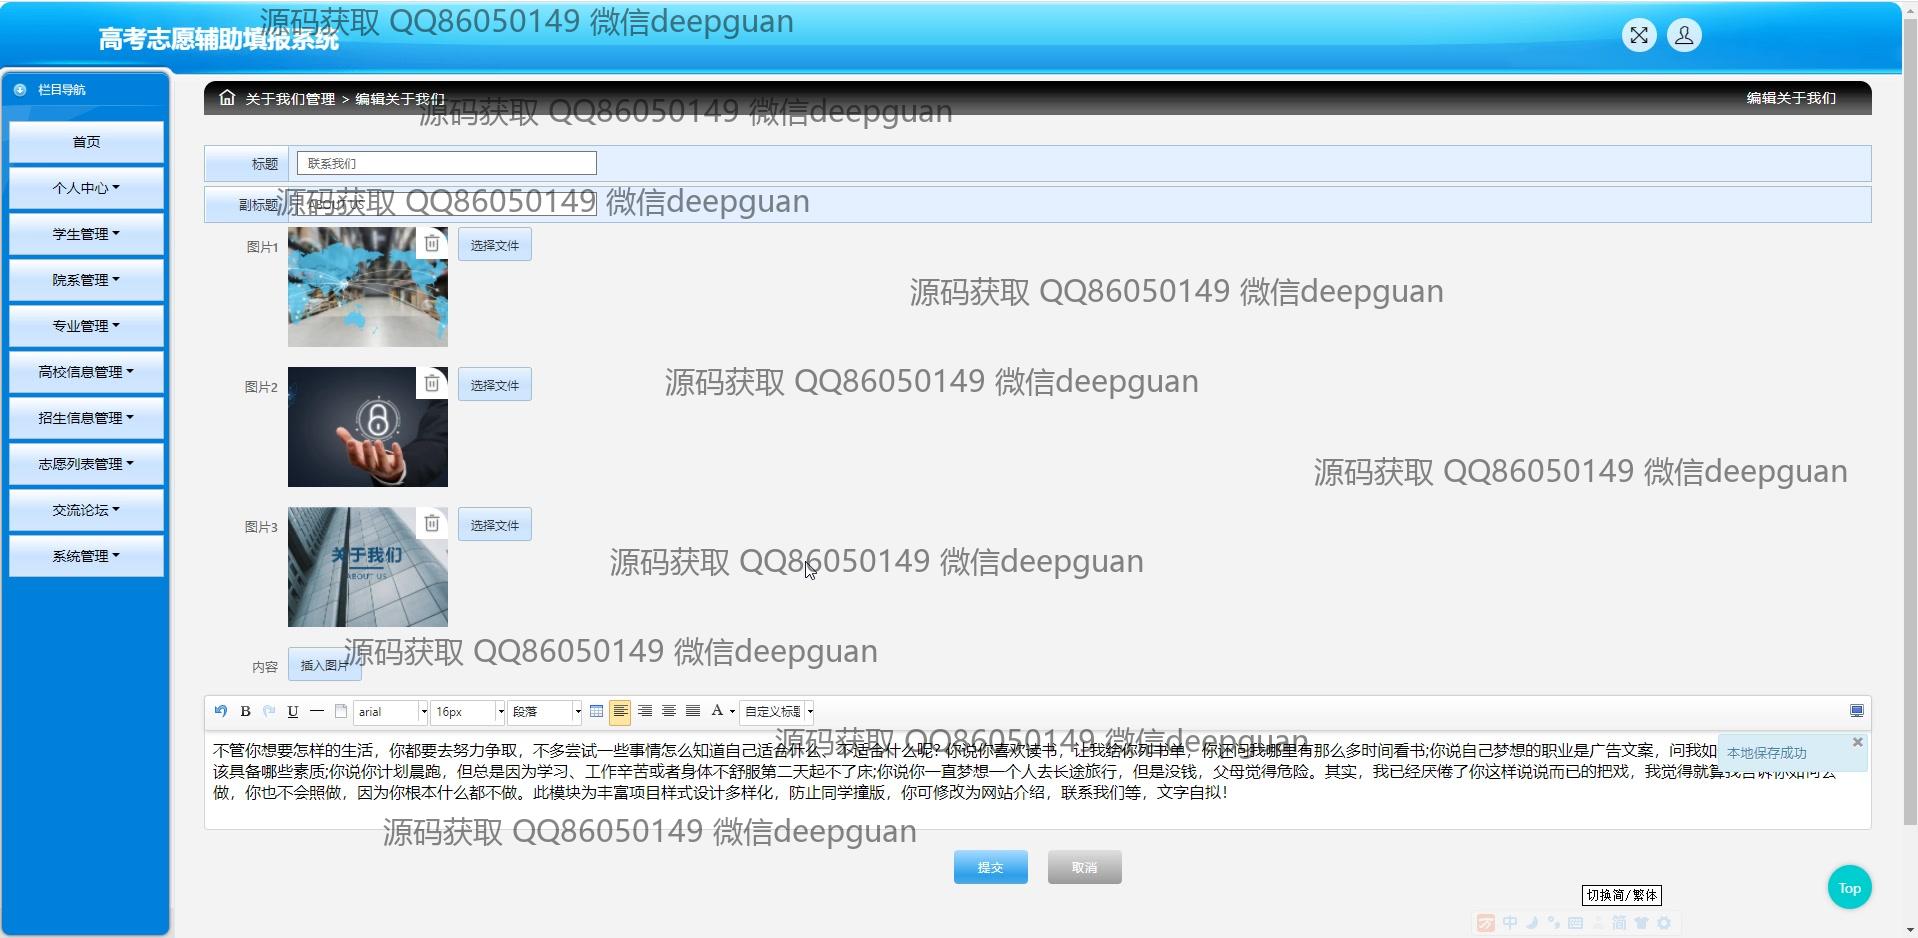 源码获取 QQ86050149 微信deepguan
高考志愿辅助填报系统
栏目导航
首页
个人中心
学生管理
院系管理
专业管理
高校信息管理
招生信息管理
志愿列表管理
交流论坛
系统管理
关于我们管理 > 编辑关于我们
编辑关于我们
源码获取 QQ86050149 微信deepguan
标题
联系我们
副标题
ABOUT US
源码获取 QQ86050149 微信deepguan
图片1
选择文件
源码获取 QQ86050149 微信deepguan
图片2
选择文件
源码获取 QQ86050149 微信deepguan
源码获取 QQ86050149 微信deepguan
图片3
关于我们
ABOUT US
选择文件
源码获取 QQ86050149 微信deepguan
内容
插入图片
源码获取 QQ86050149 微信deepguan
B U arial 16px 段落 A 自定义标题
源码获取 QQ86050149 微信deepguan
不管你想要怎样的生活，你都要去努力争取，不多尝试一些事情怎么知道自己适合什么、不适合什么呢?你说你喜欢读书，让我给你列书单，你还问我哪里有那么多时间看书;你说自己梦想的职业是广告文案，问我如
本地保存成功
该具备哪些素质;你说你计划晨跑，但总是因为学习、工作辛苦或者身体不舒服第二天起不了床;你说你一直梦想一个人去长途旅行，但是没钱，父母觉得危险。其实，我已经厌倦了你这样说说而已的把戏，我觉得就算我告诉你如何去
做，你也不会照做，因为你根本什么都不做。此模块为丰富项目样式设计多样化，防止同学撞版，你可修改为网站介绍，联系我们等，文字自拟！
源码获取 QQ86050149 微信deepguan
提交
取消
Top
切换简/繁体
中
简